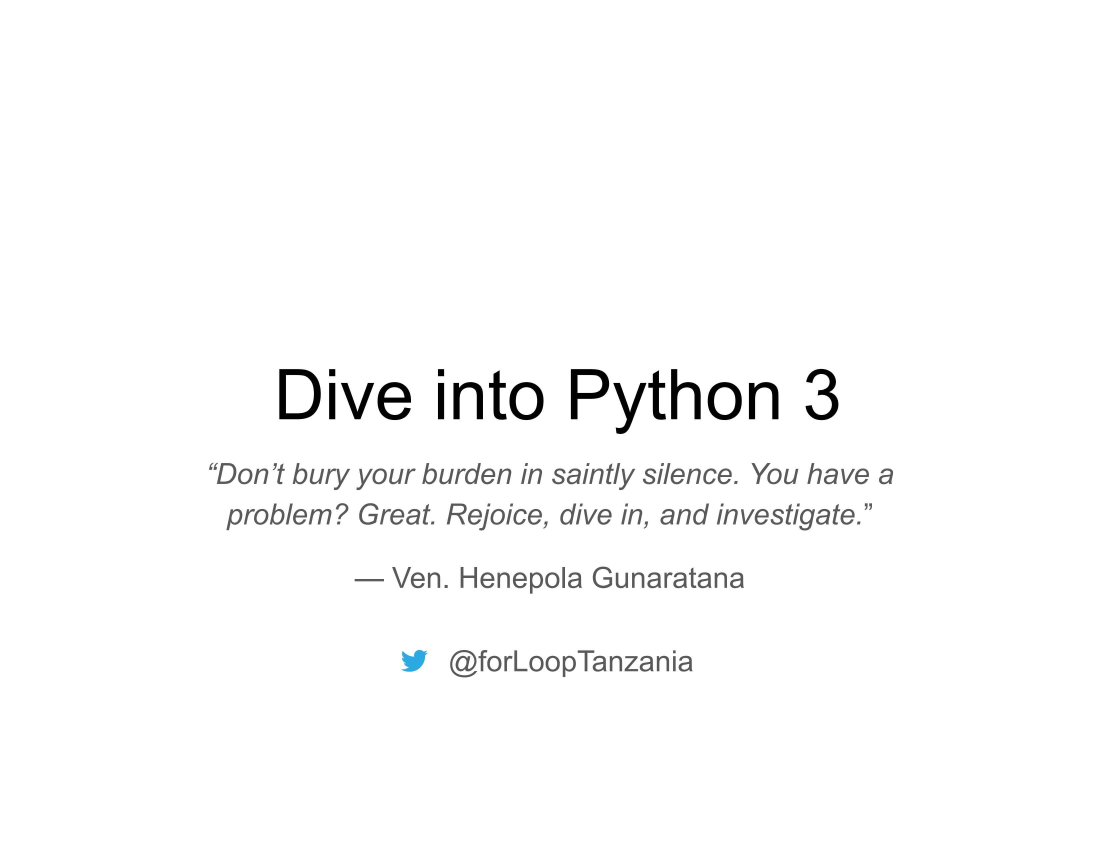 Dive into Python 3
“Don’t bury your burden in saintly silence. You have a
problem? Great. Rejoice, dive in, and investigate.”
— Ven. Henepola Gunaratana
@forLoopTanzania